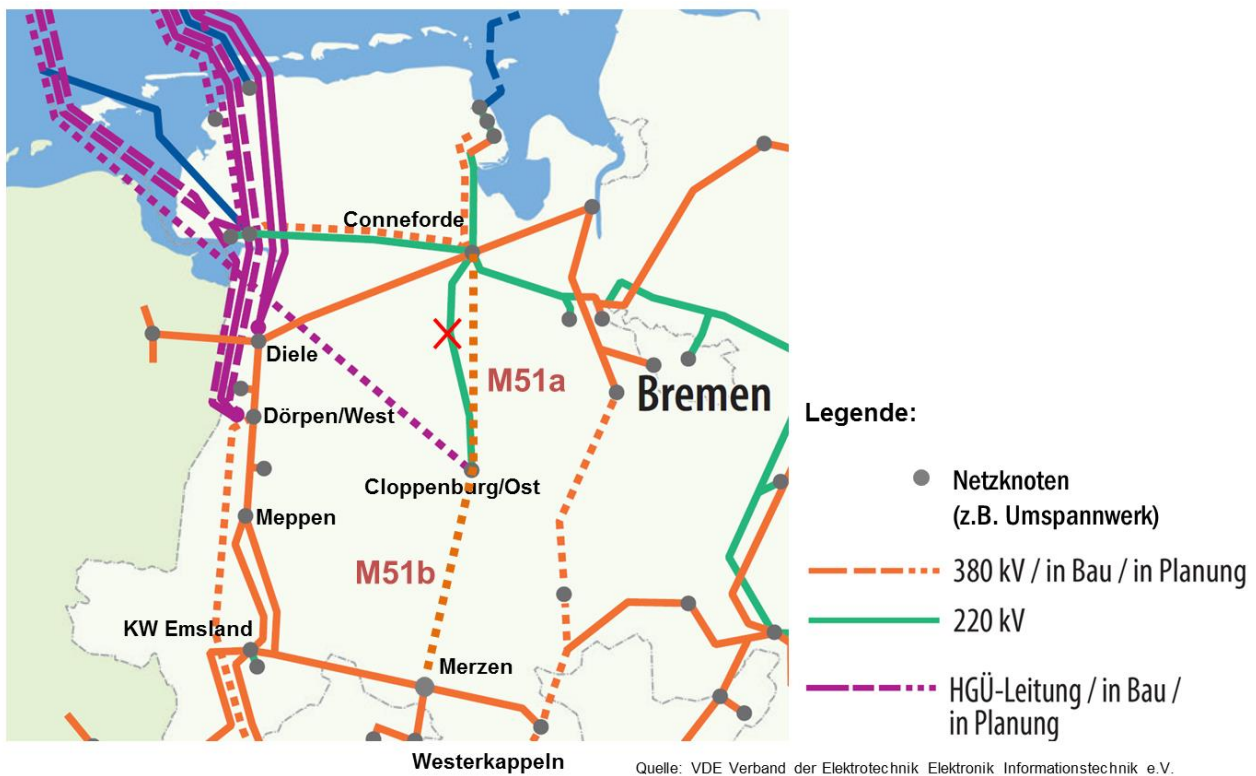 Conneforde
Diele
M51a
Bremen
Dörpen/West
Cloppenburg/Ost
Meppen
M51b
KW Emsland
Merzen
Westerkappeln
Legende:
Netzknoten
(z.B. Umspannwerk)
380 kV / in Bau / in Planung
220 kV
HGÜ-Leitung / in Bau /
in Planung
Quelle: VDE Verband der Elektrotechnik Elektronik Informationstechnik e.V.